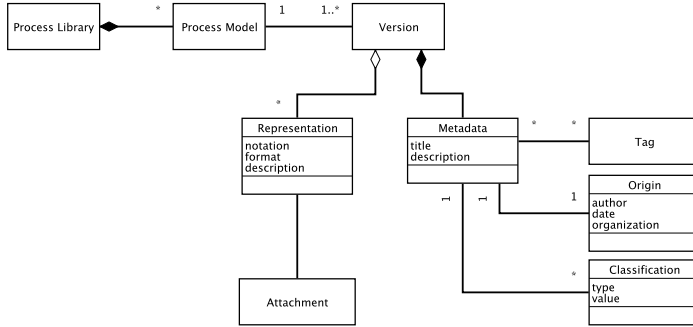 Process Library
*
Process Model
1
1..*
Version
*
Representation
notation
format
description
Attachment
Metadata
title
description
*
*
Tag
1
1
1
Origin
author
date
organization
*
Classification
type
value